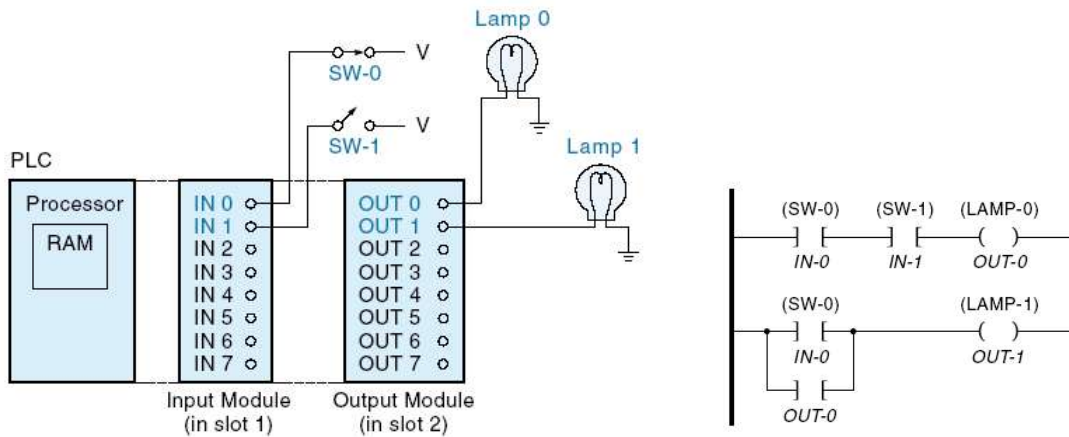 Lamp 0
V
SW-0
V
SW-1
Lamp 1
PLC
Processor
RAM
IN 0
IN 1
IN 2
IN 3
IN 4
IN 5
IN 6
IN 7
OUT 0
OUT 1
OUT 2
OUT 3
OUT 4
OUT 5
OUT 6
OUT 7
Input Module
(in slot 1)
Output Module
(in slot 2)
(SW-0) (SW-1) (LAMP-0)
IN-0 IN-1 OUT-0
(SW-0) (LAMP-1)
IN-0 OUT-1
OUT-0